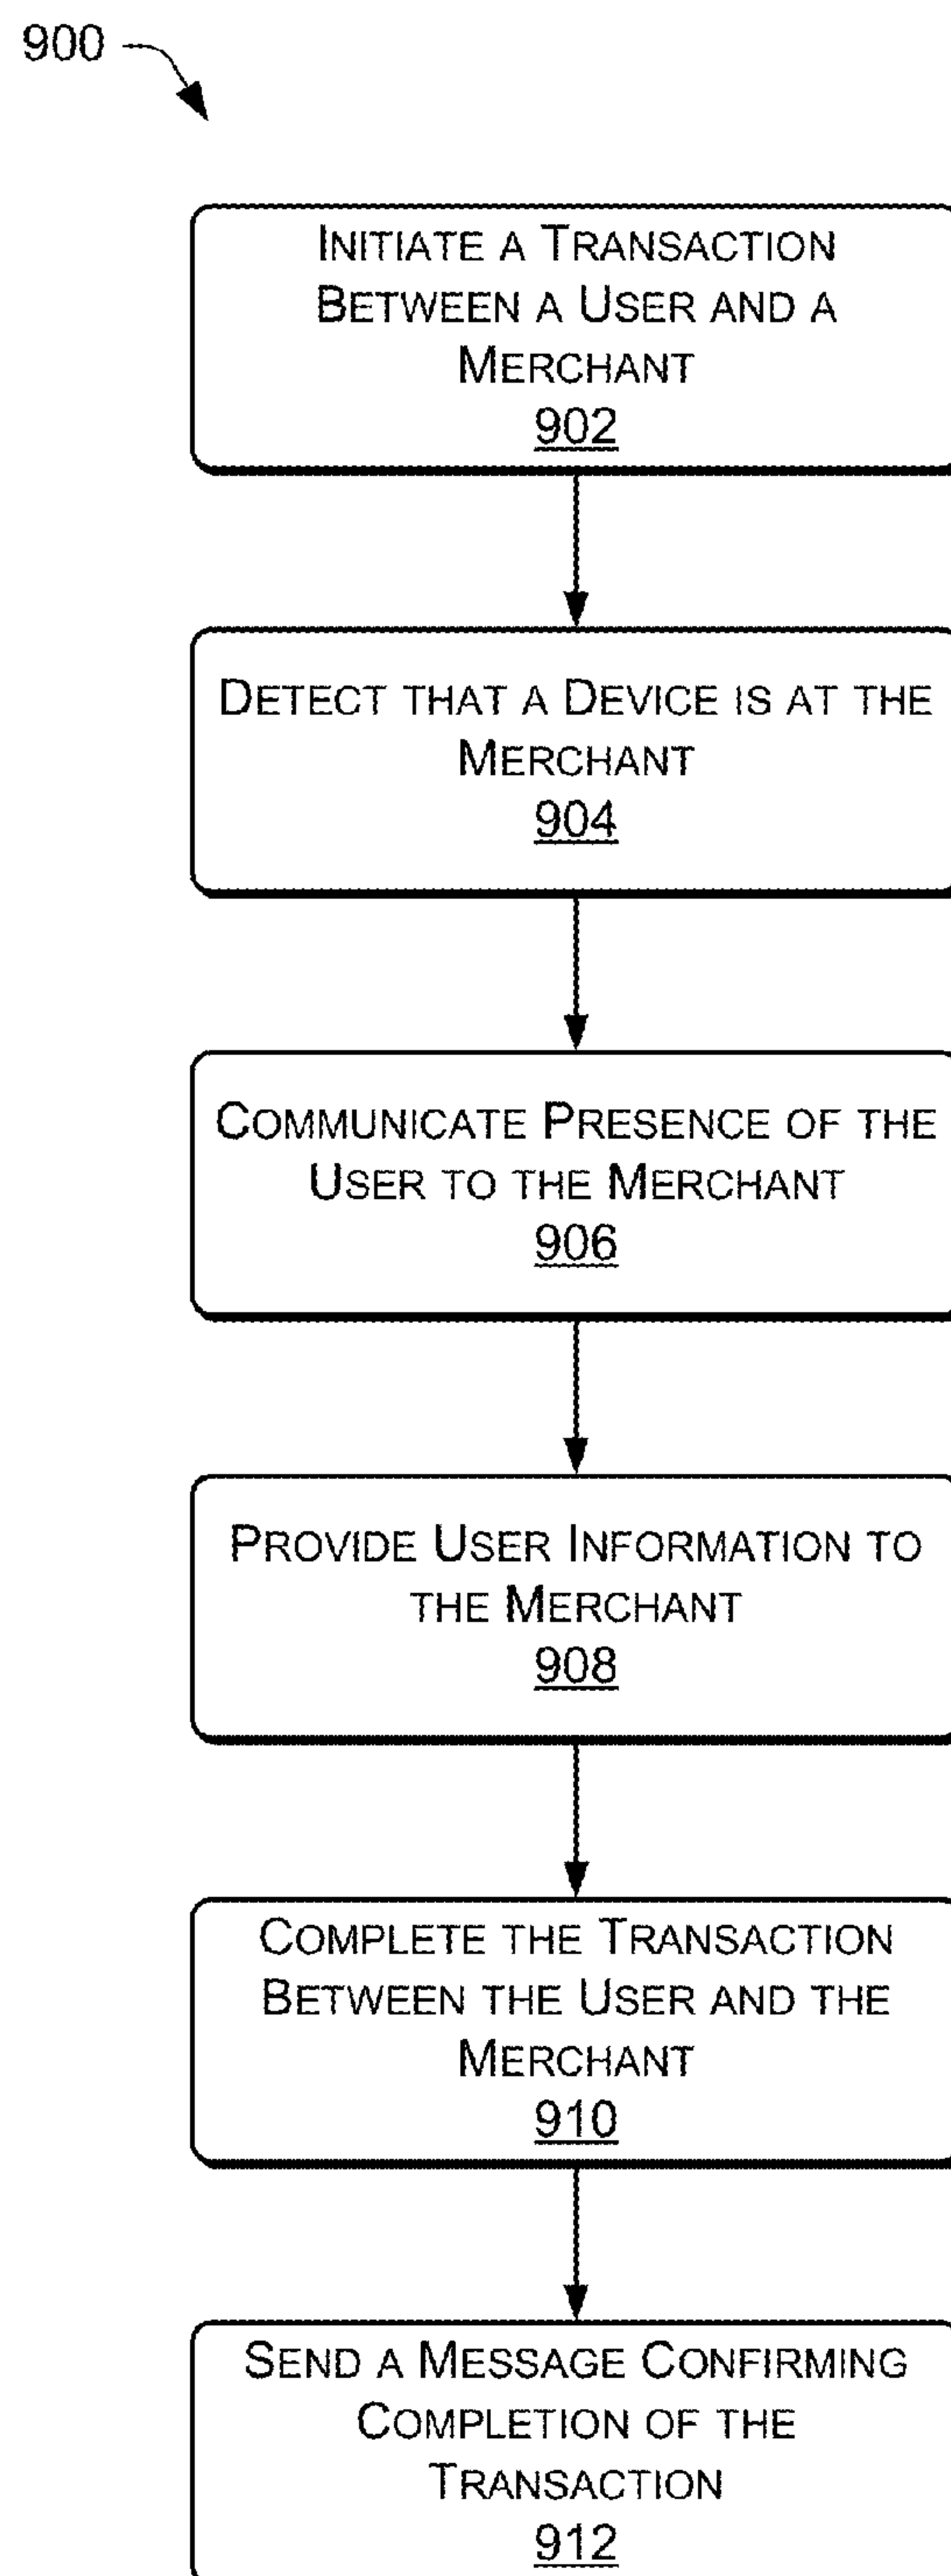 900
INITIATE A TRANSACTION
BETWEEN A USER AND A
MERCHANT
902
DETECT THAT A DEVICE IS AT THE
MERCHANT
904
COMMUNICATE PRESENCE OF THE
USER TO THE MERCHANT
906
PROVIDE USER INFORMATION TO
THE MERCHANT
908
COMPLETE THE TRANSACTION
BETWEEN THE USER AND THE
MERCHANT
910
SEND A MESSAGE CONFIRMING
COMPLETION OF THE
TRANSACTION
912